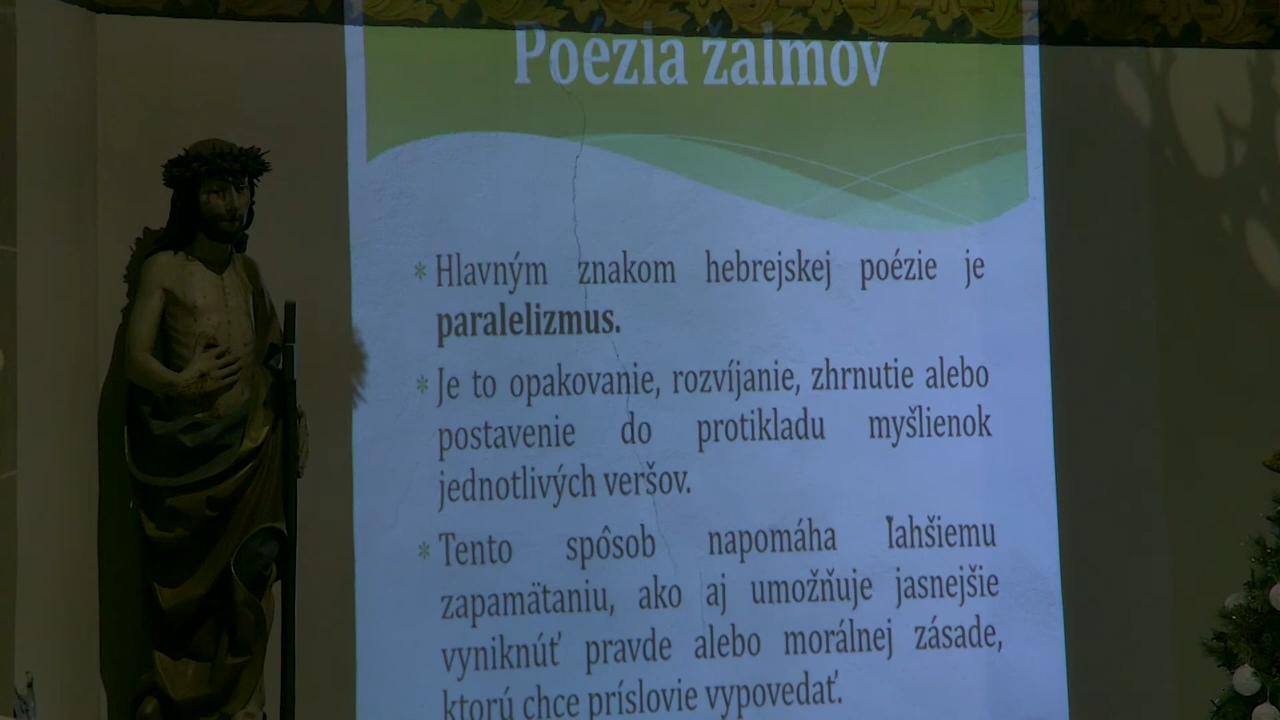 Poézia žalmov
* Hlavným znakom hebrejskej poézie je
paralelizmus.
* Je to opakovanie, rozvíjanie, zhrnutie alebo
postavenie do protikladu myšlienok
jednotlivých veršov.
* Tento spôsob napomáha ľahšiemu
zapamätaniu, ako aj umožňuje jasnejšie
vyniknúť pravde alebo morálnej zásade,
ktorú chce príslovie vypovedať.